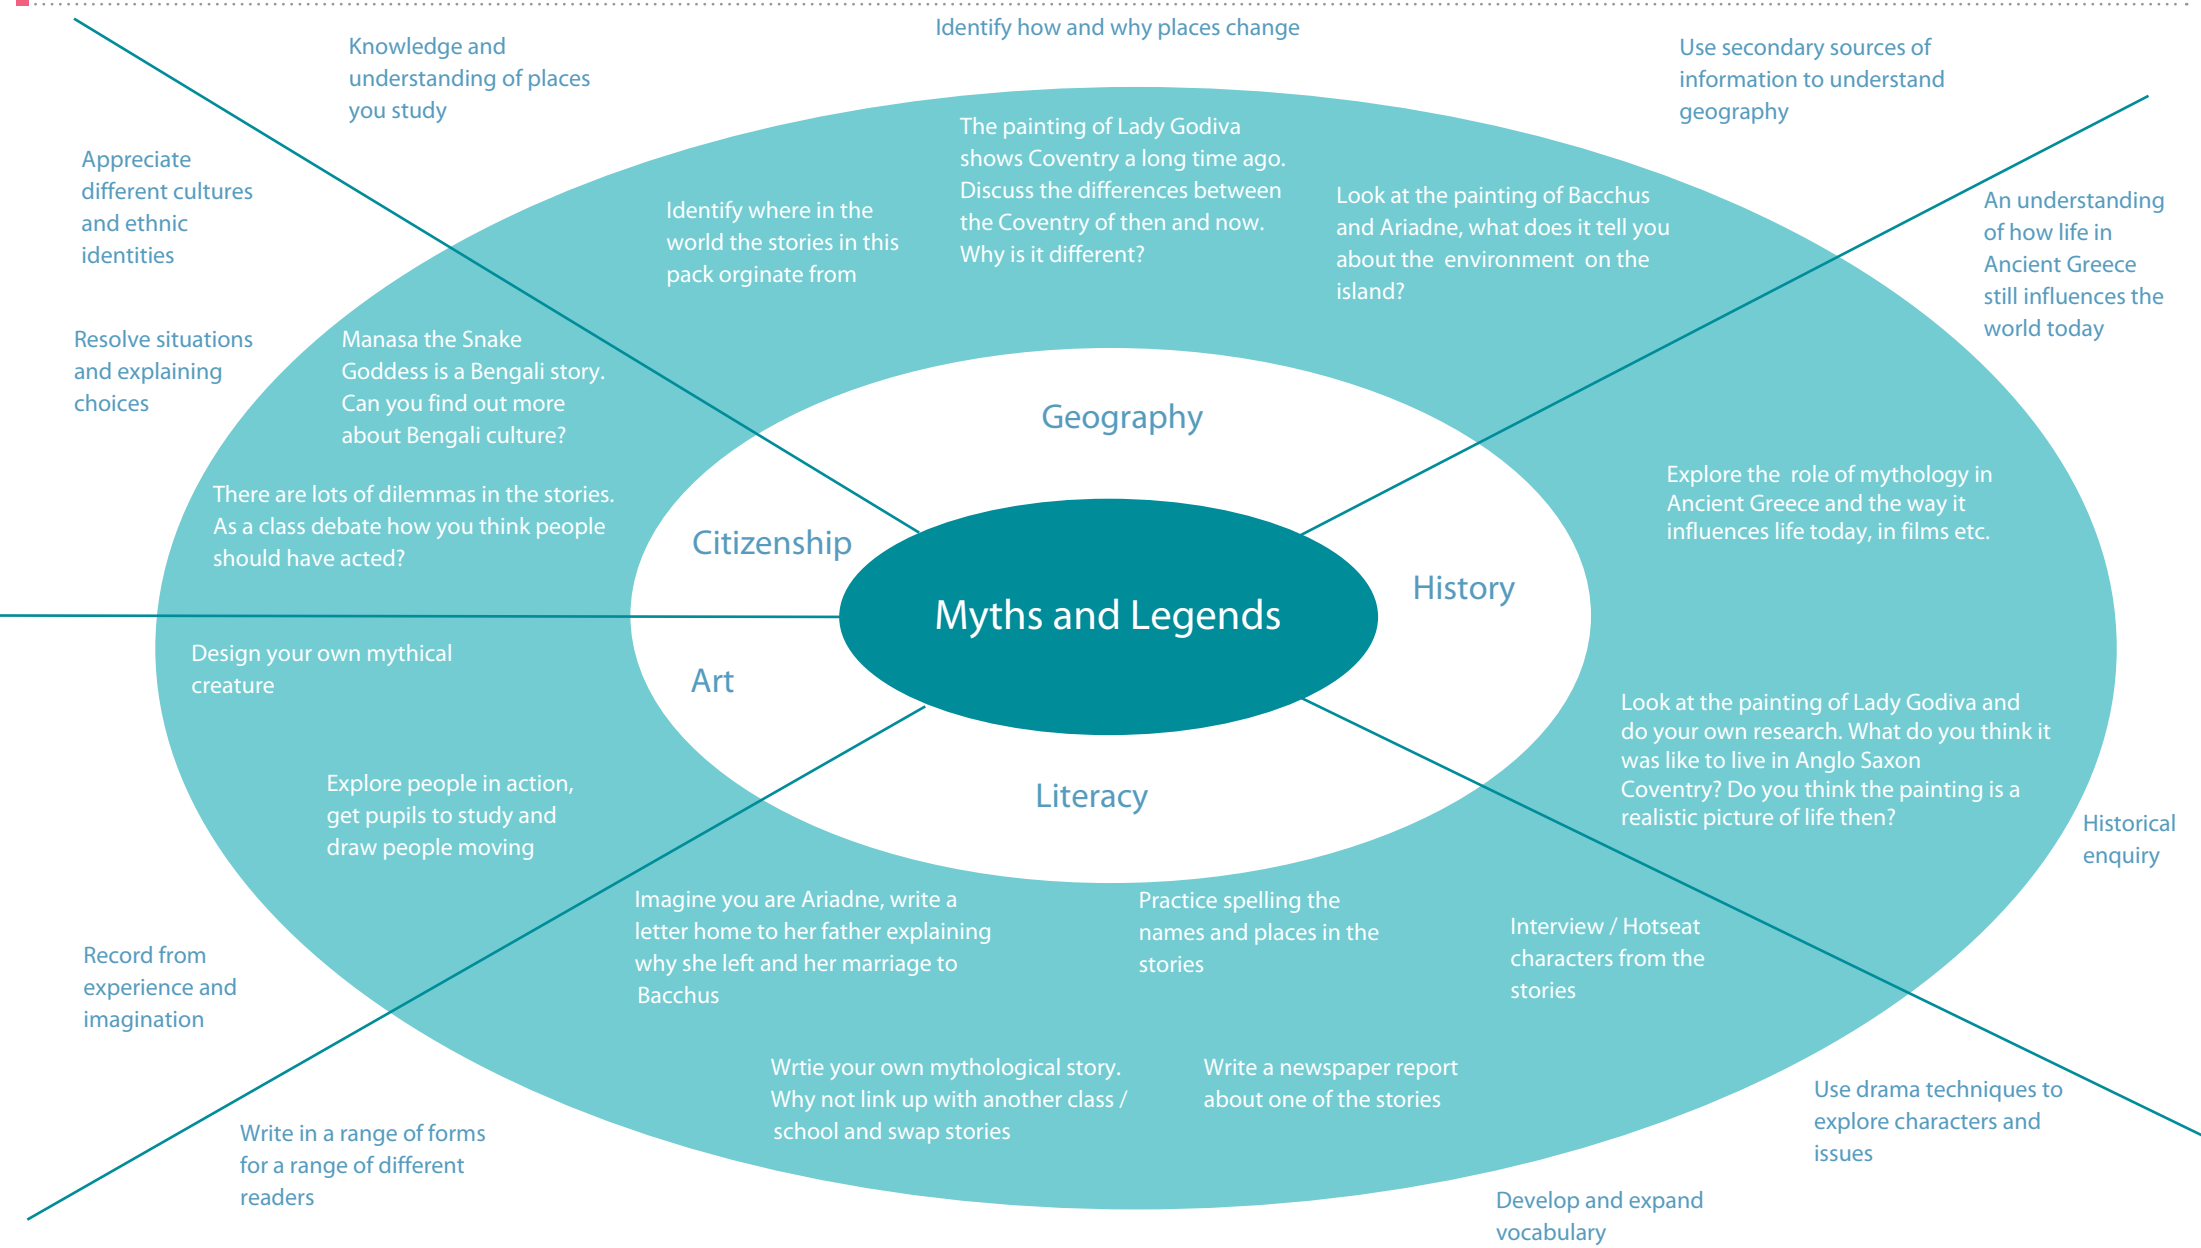 Identify how and why places change
Knowledge and
understanding of places
you study
Use secondary sources of
information to understand
geography
The painting of Lady Godiva
shows Coventry a long time ago.
Discuss the differences between
the Coventry of then and now.
Why is it different?
Appreciate
different cultures
and ethnic
identities
Identify where in the
world the stories in this
pack orginate from
Look at the painting of Bacchus
and Ariadne, what does it tell you
about the environment on the
island?
An understanding
of how life in
Ancient Greece
still influences the
world today
Resolve situations
and explaining
choices
Manasa the Snake
Goddess is a Bengali story.
Can you find out more
about Bengali culture?
Geography
There are lots of dilemmas in the stories.
As a class debate how you think people
should have acted?
Citizenship
Explore the role of mythology in
Ancient Greece and the way it
influences life today, in films etc.
History
Myths and Legends
Design your own mythical
creature
Art
Look at the painting of Lady Godiva and
do your own research. What do you think it
was like to live in Anglo Saxon
Coventry? Do you think the painting is a
realistic picture of life then?
Explore people in action,
get pupils to study and
draw people moving
Literacy
Historical
enquiry
Imagine you are Ariadne, write a
letter home to her father explaining
why she left and her marriage to
Bacchus
Practice spelling the
names and places in the
stories
Interview / Hotseat
characters from the
stories
Record from
experience and
imagination
Wrtie your own mythological story.
Why not link up with another class /
school and swap stories
Write a newspaper report
about one of the stories
Use drama techniques to
explore characters and
issues
Write in a range of forms
for a range of different
readers
Develop and expand
vocabulary